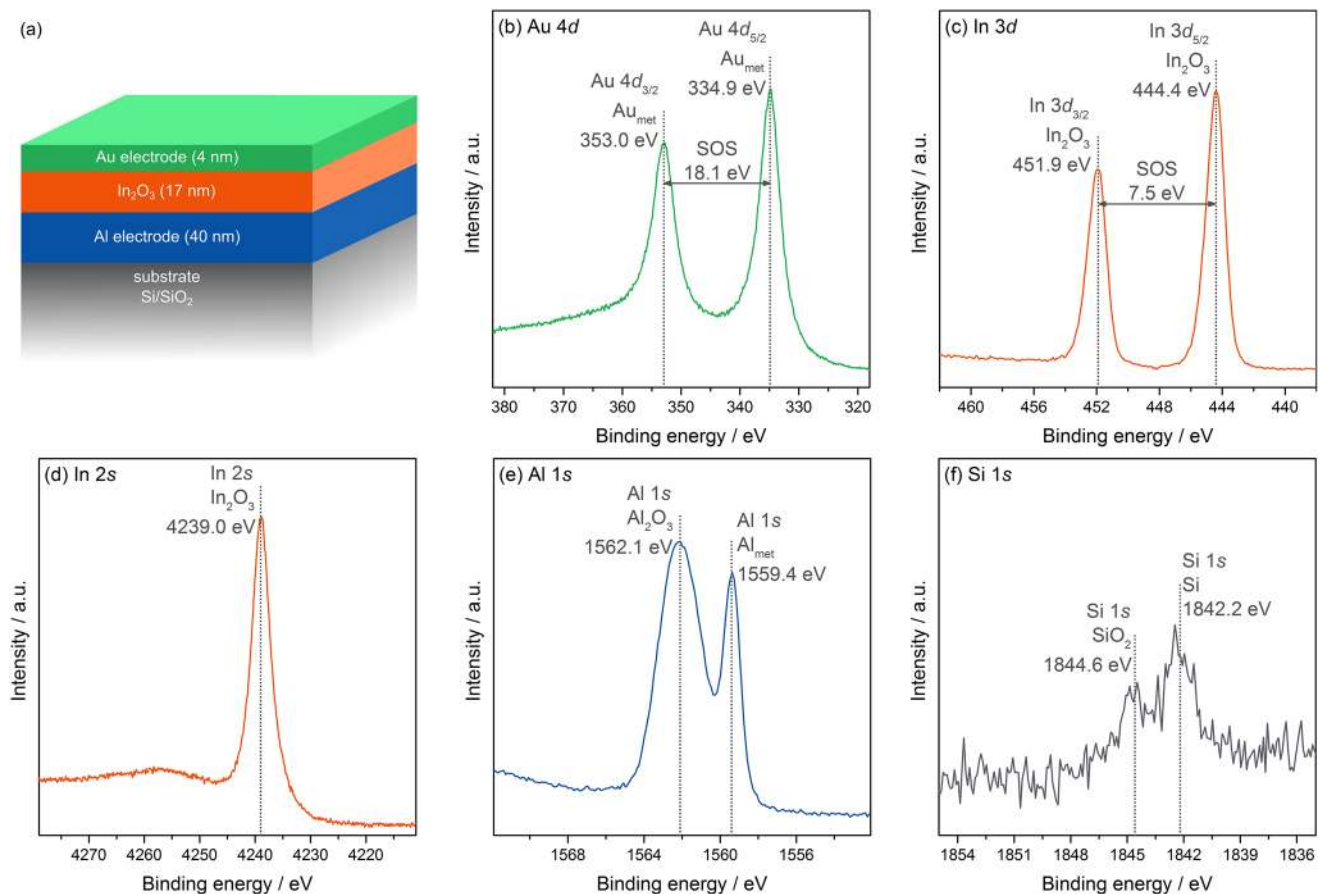 (a)
Au electrode (4 nm)
In₂O₃ (17 nm)
Al electrode (40 nm)
substrate
Si/SiO₂
(b) Au 4d
Au 4d₅/₂
Auₘₑₜ
334.9 eV
Au 4d₃/₂
Auₘₑₜ
353.0 eV
SOS
18.1 eV
Intensity / a.u.
380 370 360 350 340 330 320
Binding energy / eV
(c) In 3d
In 3d₅/₂
In₂O₃
444.4 eV
In 3d₃/₂
In₂O₃
451.9 eV
SOS
7.5 eV
Intensity / a.u.
460 456 452 448 444 440
Binding energy / eV
(d) In 2s
In 2s
In₂O₃
4239.0 eV
Intensity / a.u.
4270 4260 4250 4240 4230 4220
Binding energy / eV
(e) Al 1s
Al 1s
Al₂O₃
1562.1 eV
Al 1s
Alₘₑₜ
1559.4 eV
Intensity / a.u.
1568 1564 1560 1556
Binding energy / eV
(f) Si 1s
Si 1s
Si
1842.2 eV
Si 1s
SiO₂
1844.6 eV
Intensity / a.u.
1854 1851 1848 1845 1842 1839 1836
Binding energy / eV